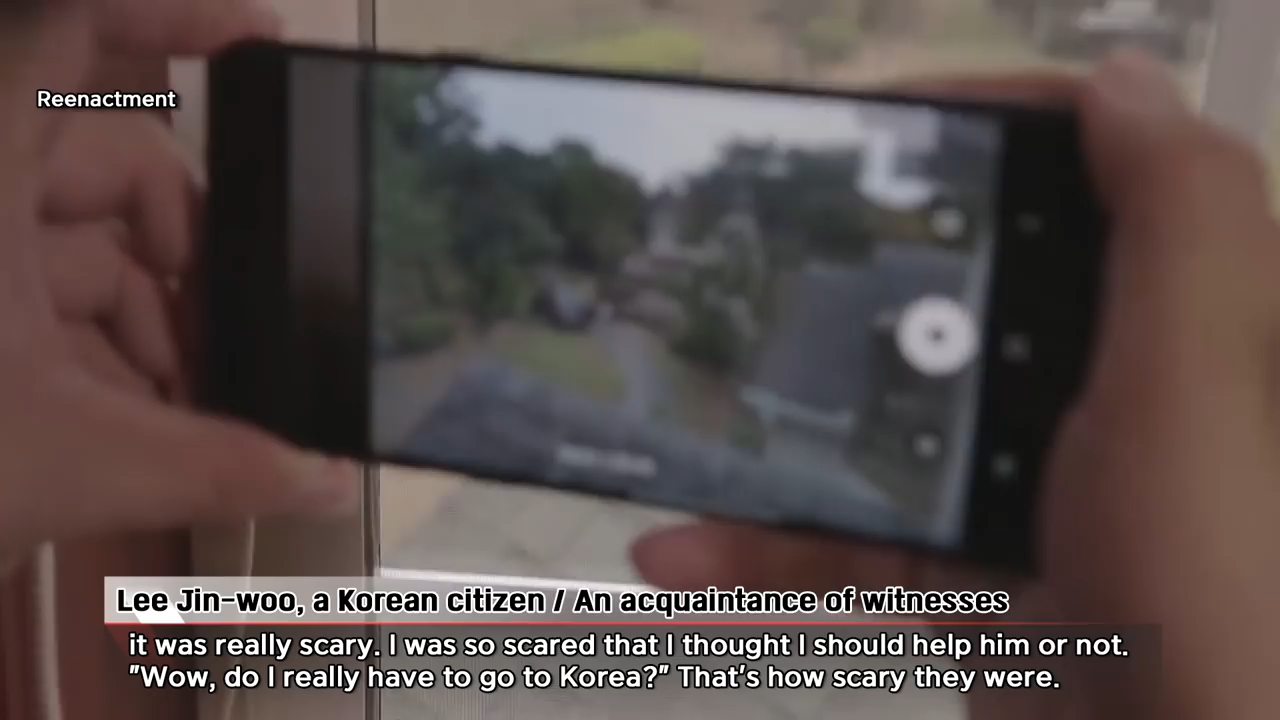 Reenactment
Lee Jin-woo, a Korean citizen / An acquaintance of witnesses
it was really scary. I was so scared that I thought I should help him or not.
"Wow, do I really have to go to Korea?" That's how scary they were.